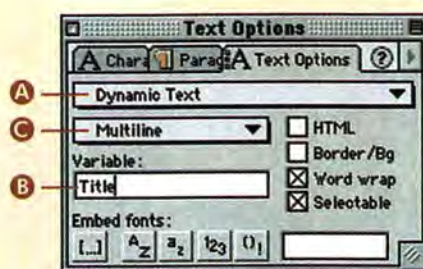 Text Options
A Chara Parag A Text Options ?
A Dynamic Text
C Multiline HTML
Border/Bg
Variable: Word wrap
B Title Selectable
Embed fonts:
[...] AZ az 123 ()!